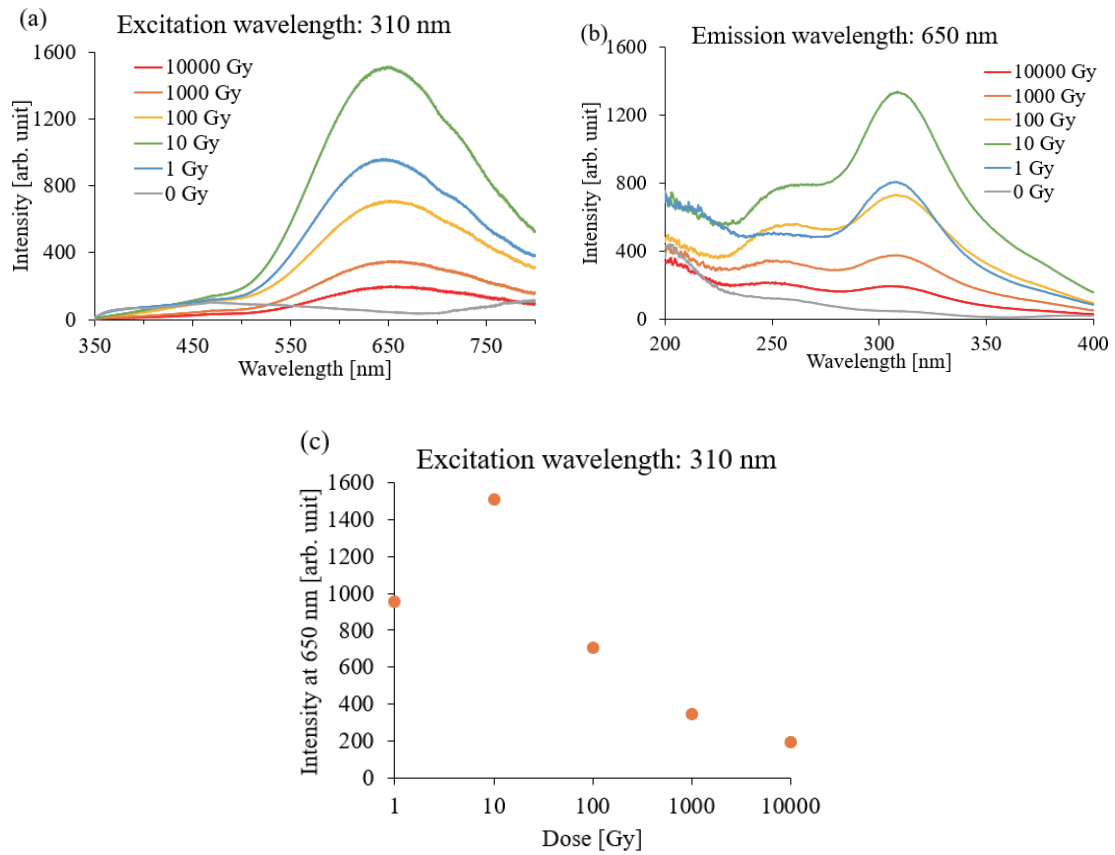 (a)
Excitation wavelength: 310 nm
1600
1200
800
400
0
Intensity [arb. unit]
10000 Gy
1000 Gy
100 Gy
10 Gy
1 Gy
0 Gy
350 450 550 650 750
Wavelength [nm]
(b)
Emission wavelength: 650 nm
1600
1200
800
400
0
Intensity [arb. unit]
10000 Gy
1000 Gy
100 Gy
10 Gy
1 Gy
0 Gy
200 250 300 350 400
Wavelength [nm]
(c)
Excitation wavelength: 310 nm
1600
1400
1200
1000
800
600
400
200
0
Intensity at 650 nm [arb. unit]
1 10 100 1000 10000
Dose [Gy]